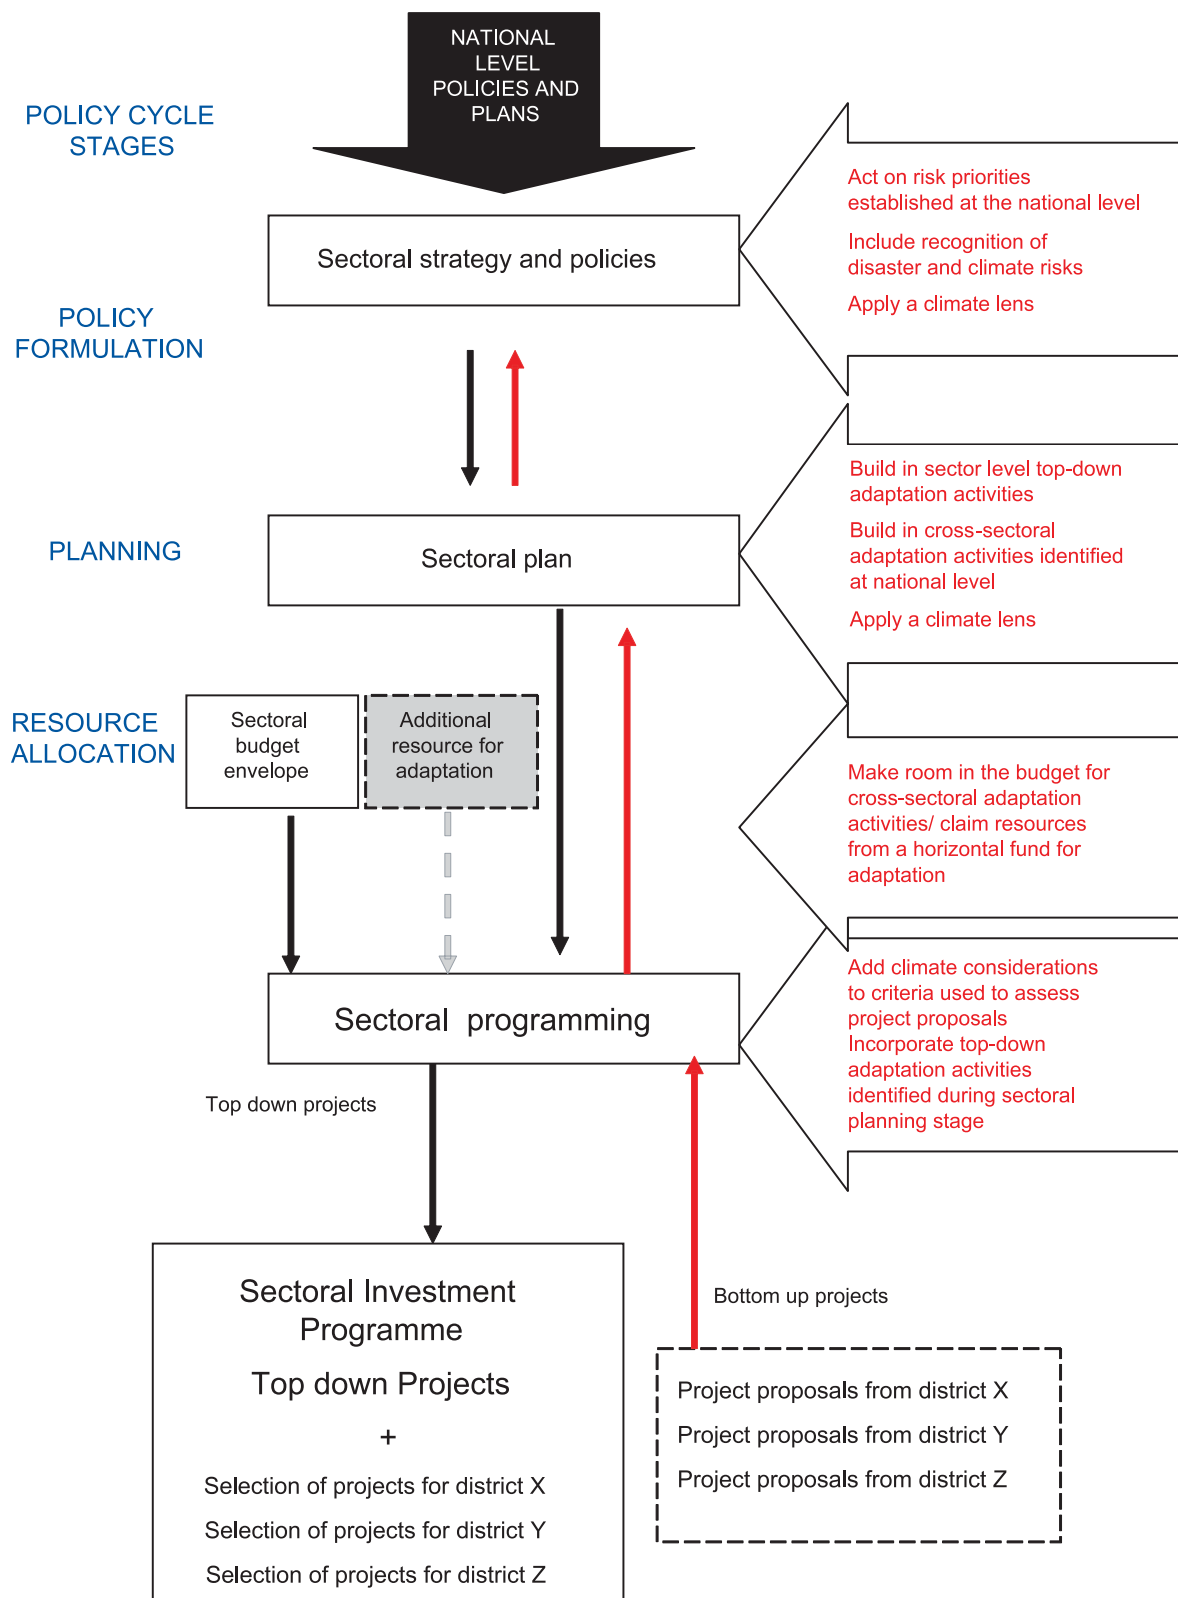 NATIONAL
LEVEL
POLICIES AND
PLANS
POLICY CYCLE
STAGES
Sectoral strategy and policies
Act on risk priorities
established at the national level
Include recognition of
disaster and climate risks
Apply a climate lens
POLICY
FORMULATION
PLANNING
Sectoral plan
Build in sector level top-down
adaptation activities
Build in cross-sectoral
adaptation activities identified
at national level
Apply a climate lens
RESOURCE
ALLOCATION
Sectoral
budget
envelope
Additional
resource for
adaptation
Make room in the budget for
cross-sectoral adaptation
activities/ claim resources
from a horizontal fund for
adaptation
Sectoral programming
Add climate considerations
to criteria used to assess
project proposals
Incorporate top-down
adaptation activities
identified during sectoral
planning stage
Top down projects
Sectoral Investment
Programme
Top down Projects
+
Selection of projects for district X
Selection of projects for district Y
Selection of projects for district Z
Bottom up projects
Project proposals from district X
Project proposals from district Y
Project proposals from district Z